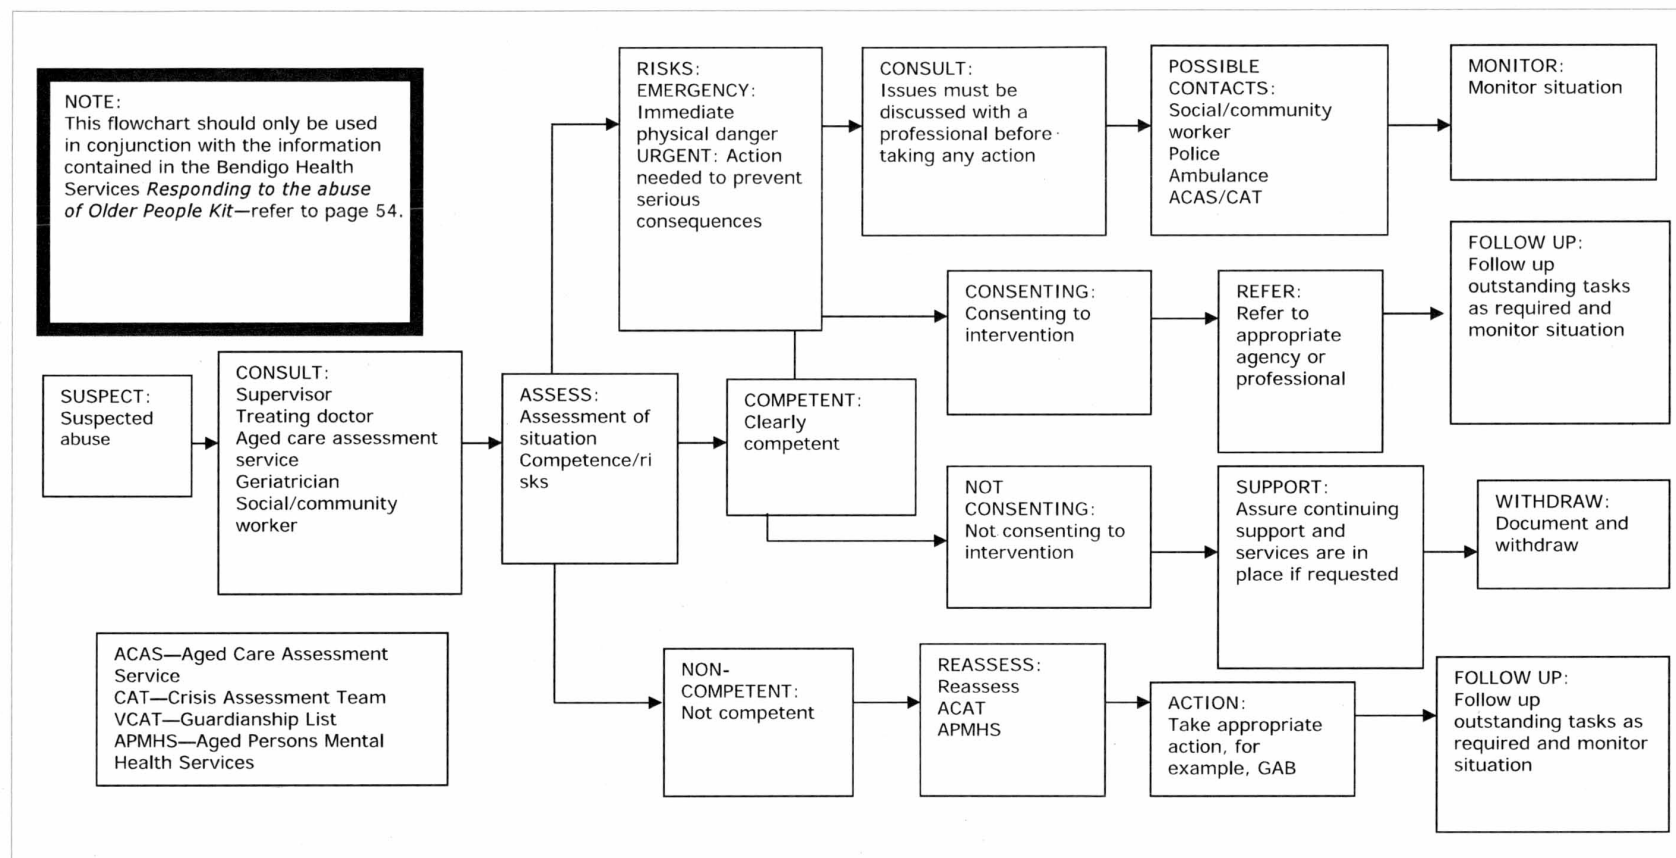 NOTE:
This flowchart should only be used
in conjunction with the information
contained in the Bendigo Health
Services Responding to the abuse
of Older People Kit—refer to page 54.
SUSPECT:
Suspected
abuse
CONSULT:
Supervisor
Treating doctor
Aged care assessment
service
Geriatrician
Social/community
worker
ASSESS:
Assessment of
situation
Competence/ri
sks
RISKS:
EMERGENCY:
Immediate
physical danger
URGENT: Action
needed to prevent
serious
consequences
CONSULT:
Issues must be
discussed with a
professional before
taking any action
POSSIBLE
CONTACTS:
Social/community
worker
Police
Ambulance
ACAS/CAT
MONITOR:
Monitor situation
COMPETENT:
Clearly
competent
CONSENTING:
Consenting to
intervention
REFER:
Refer to
appropriate
agency or
professional
FOLLOW UP:
Follow up
outstanding tasks
as required and
monitor situation
NOT
CONSENTING:
Not consenting to
intervention
SUPPORT:
Assure continuing
support and
services are in
place if requested
WITHDRAW:
Document and
withdraw
NON-
COMPETENT:
Not competent
REASSESS:
Reassess
ACAT
APMHS
ACTION:
Take appropriate
action, for
example, GAB
FOLLOW UP:
Follow up
outstanding tasks as
required and monitor
situation
ACAS—Aged Care Assessment
Service
CAT—Crisis Assessment Team
VCAT—Guardianship List
APMHS—Aged Persons Mental
Health Services